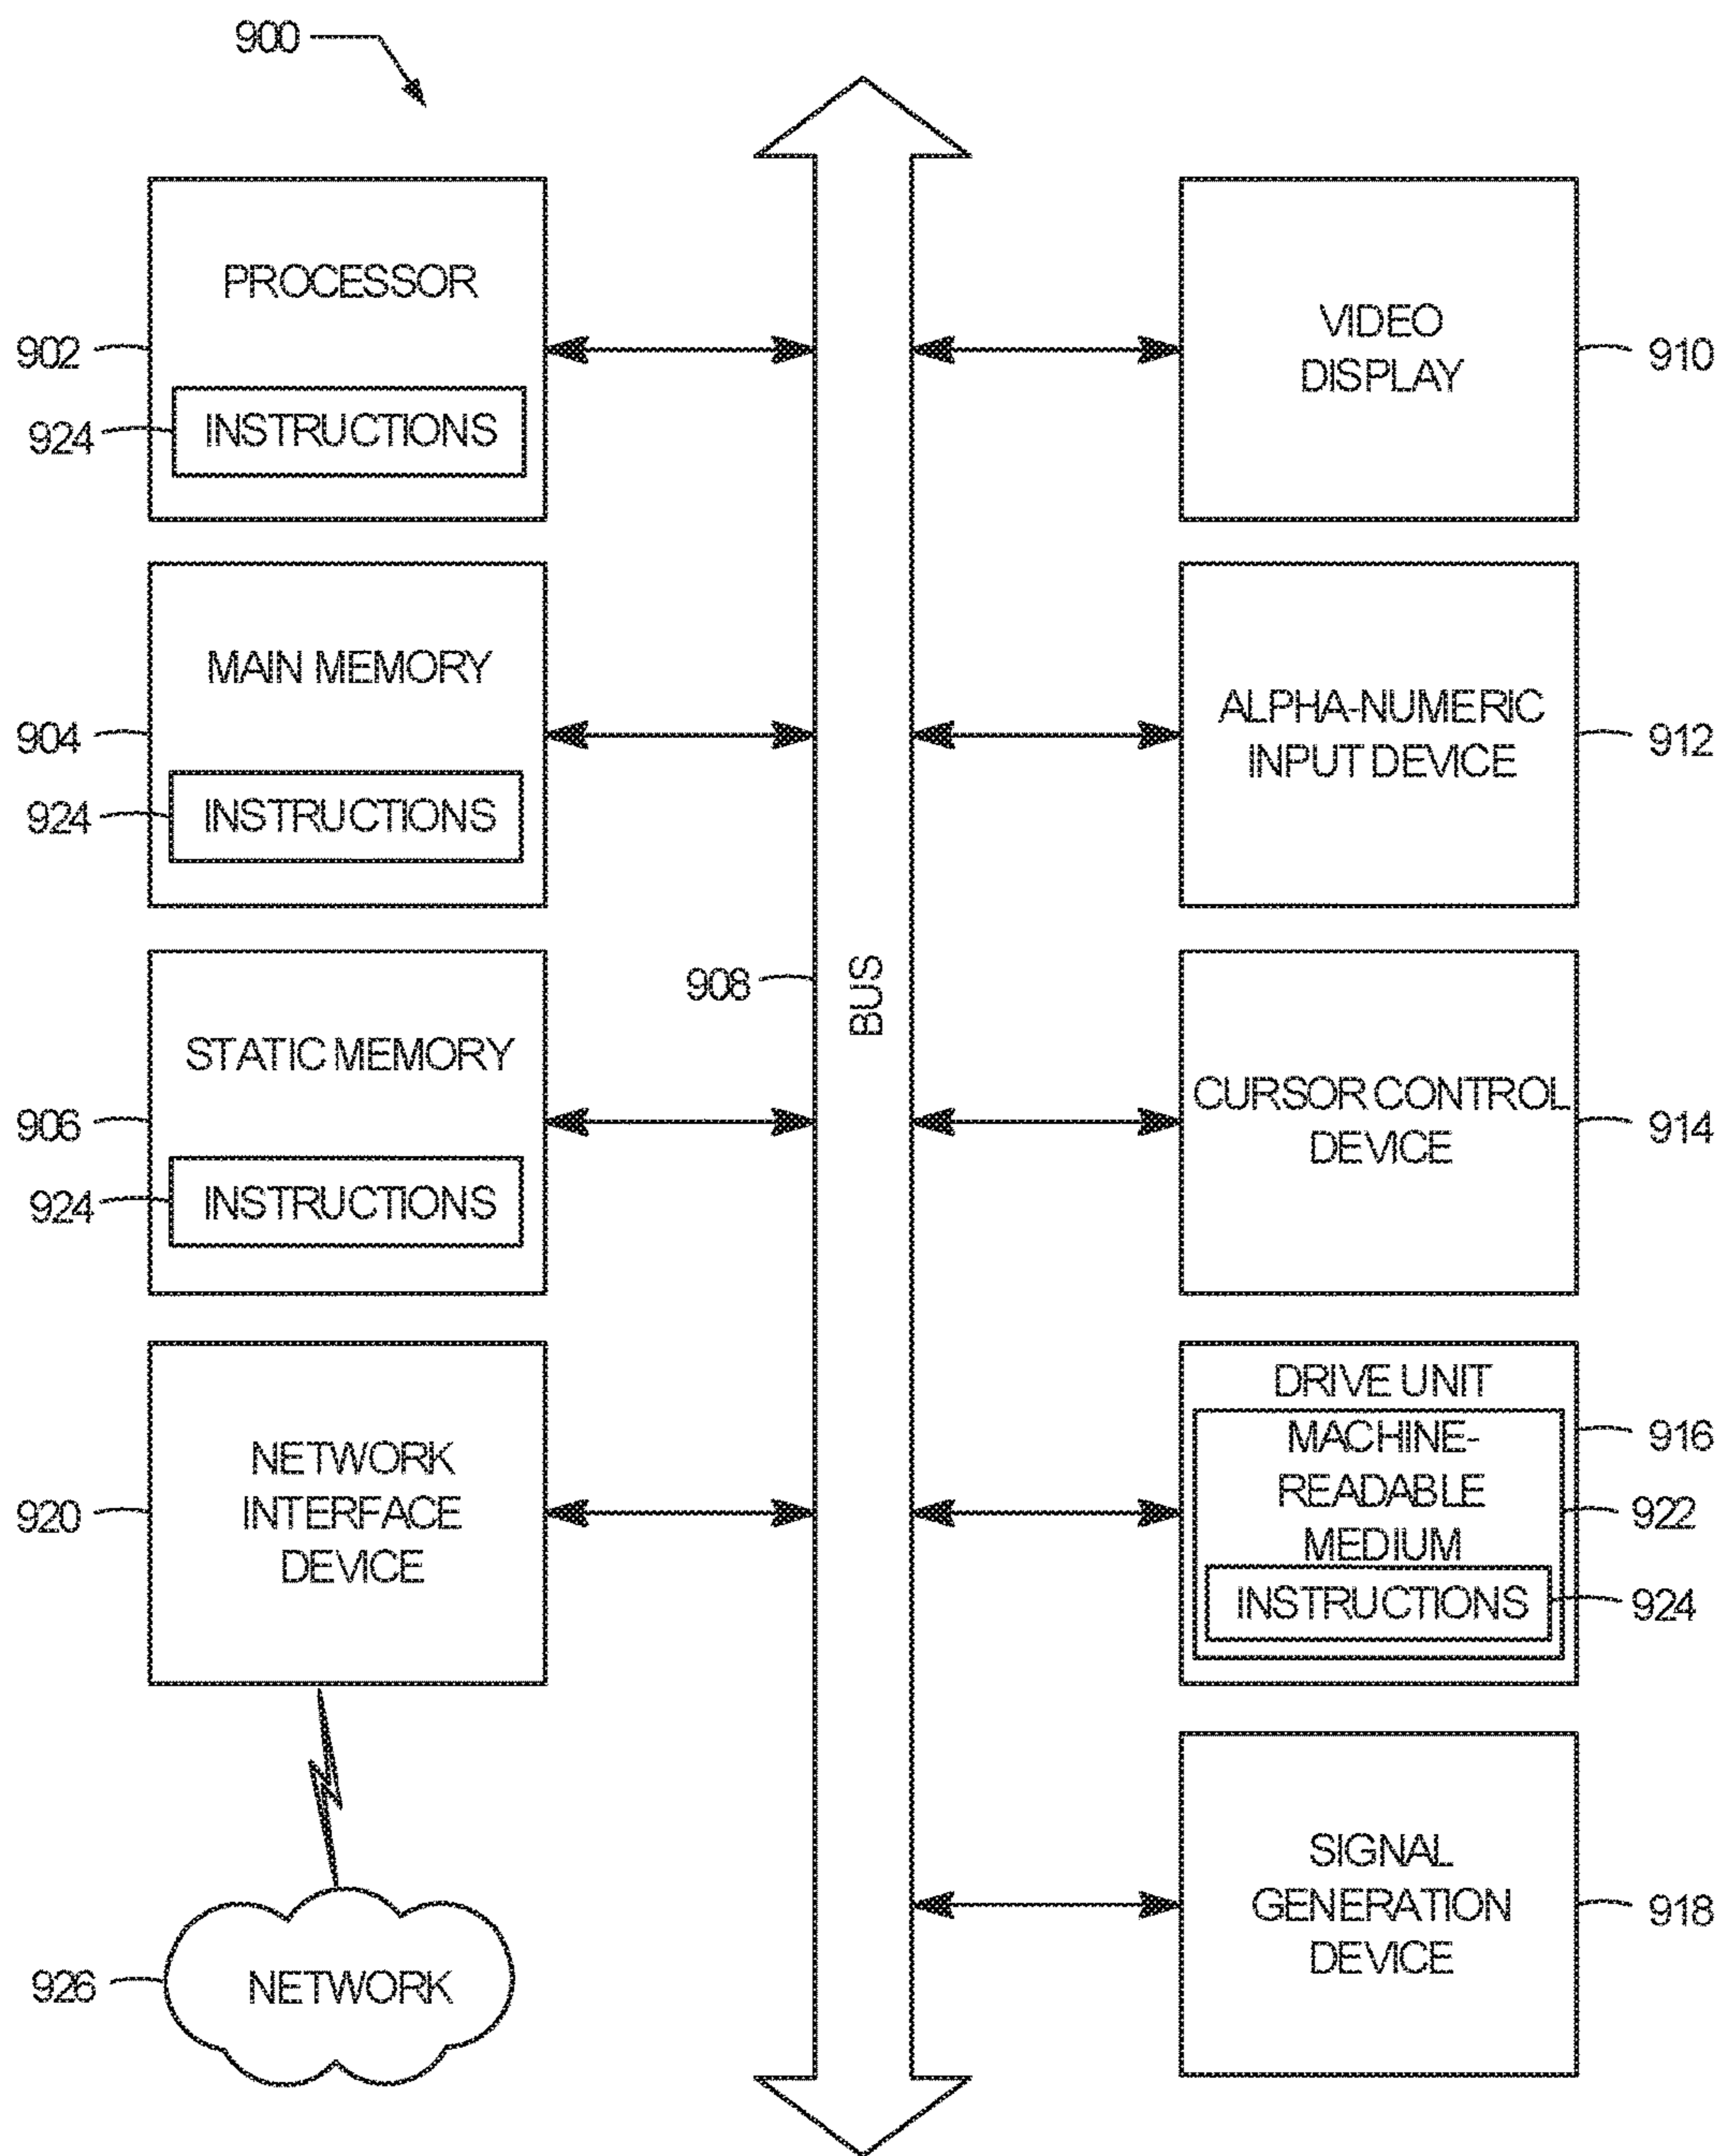 900
PROCESSOR
902
924
INSTRUCTIONS
MAIN MEMORY
904
924
INSTRUCTIONS
STATIC MEMORY
906
924
INSTRUCTIONS
NETWORK
INTERFACE
DEVICE
920
926
NETWORK
908
BUS
VIDEO
DISPLAY
910
ALPHA-NUMERIC
INPUT DEVICE
912
CURSOR CONTROL
DEVICE
914
DRIVE UNIT
916
MACHINE-
READABLE
MEDIUM
922
INSTRUCTIONS
924
SIGNAL
GENERATION
DEVICE
918